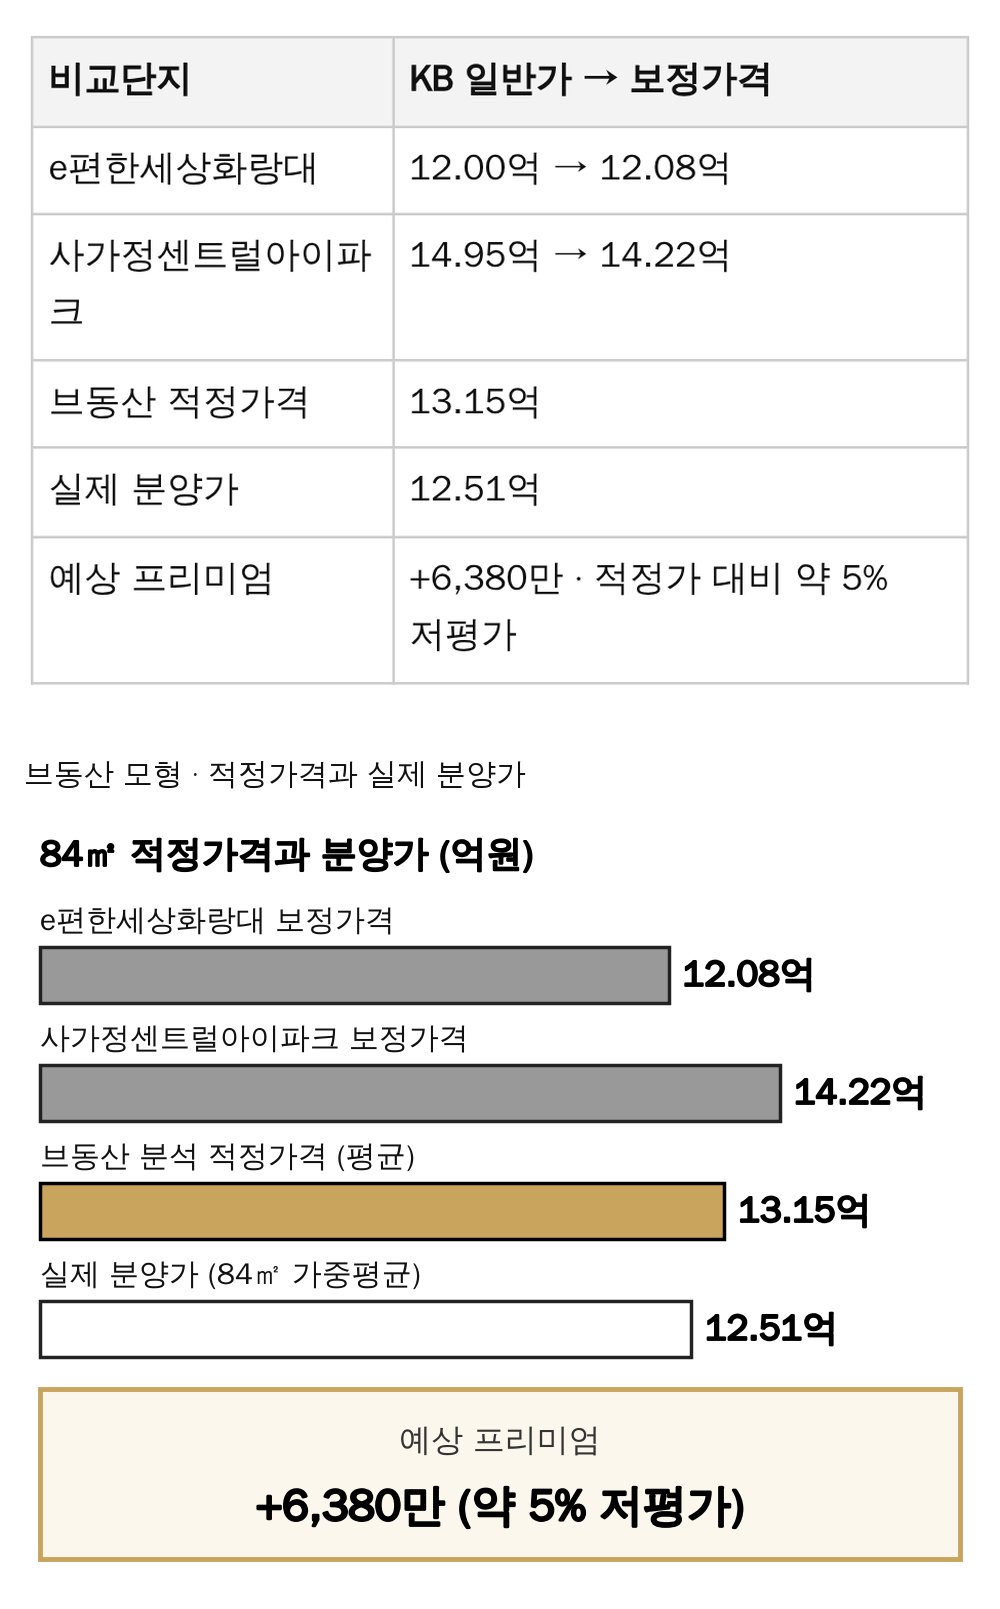 비교단지
KB 일반가 → 보정가격
e편한세상화랑대
12.00억 → 12.08억
사가정센트럴아이파
크
14.95억 → 14.22억
브동산 적정가격
13.15억
실제 분양가
12.51억
예상 프리미엄
+6,380만 · 적정가 대비 약 5%
저평가
브동산 모형 · 적정가격과 실제 분양가
84㎡ 적정가격과 분양가 (억원)
e편한세상화랑대 보정가격
12.08억
사가정센트럴아이파크 보정가격
14.22억
브동산 분석 적정가격 (평균)
13.15억
실제 분양가 (84㎡ 가중평균)
12.51억
예상 프리미엄
+6,380만 (약 5% 저평가)